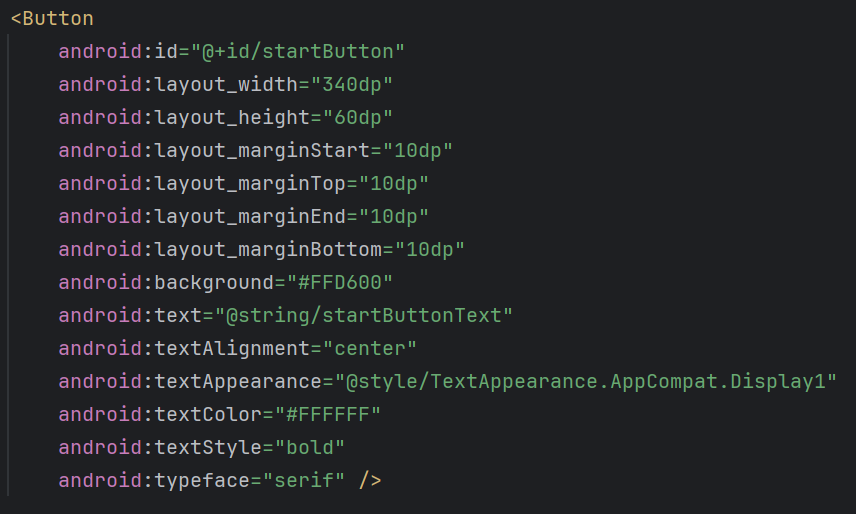 <Button
android:id="@+id/startButton"
android:layout_width="340dp"
android:layout_height="60dp"
android:layout_marginStart="10dp"
android:layout_marginTop="10dp"
android:layout_marginEnd="10dp"
android:layout_marginBottom="10dp"
android:background="#FFD600"
android:text="@string/startButtonText"
android:textAlignment="center"
android:textAppearance="@style/TextAppearance.AppCompat.Display1"
android:textColor="#FFFFFF"
android:textStyle="bold"
android:typeface="serif" />